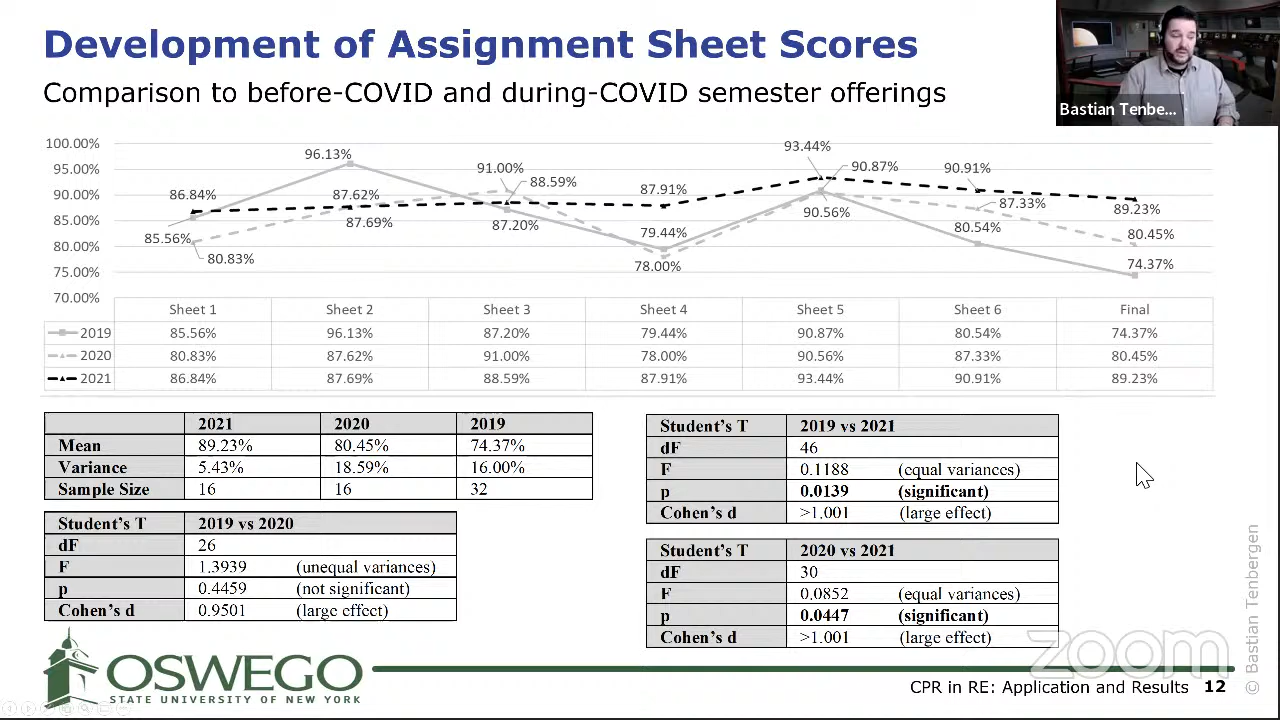 Development of Assignment Sheet Scores
Comparison to before-COVID and during-COVID semester offerings
Bastian Tenbe...
100.00%
95.00%
90.00%
85.00%
80.00%
75.00%
70.00%
86.84%
85.56%
80.83%
96.13%
87.62%
87.69%
91.00%
88.59%
87.20%
87.91%
79.44%
78.00%
93.44%
90.87%
90.56%
90.91%
87.33%
80.54%
89.23%
80.45%
74.37%
Sheet 1 Sheet 2 Sheet 3 Sheet 4 Sheet 5 Sheet 6 Final
2019 85.56% 96.13% 87.20% 79.44% 90.87% 80.54% 74.37%
2020 80.83% 87.62% 91.00% 78.00% 90.56% 87.33% 80.45%
2021 86.84% 87.69% 88.59% 87.91% 93.44% 90.91% 89.23%
2021 2020 2019
Mean 89.23% 80.45% 74.37%
Variance 5.43% 18.59% 16.00%
Sample Size 16 16 32
Student's T 2019 vs 2020
dF 26
F 1.3939 (unequal variances)
p 0.4459 (not significant)
Cohen's d 0.9501 (large effect)
Student's T 2019 vs 2021
dF 46
F 0.1188 (equal variances)
p 0.0139 (significant)
Cohen's d >1.001 (large effect)
Student's T 2020 vs 2021
dF 30
F 0.0852 (equal variances)
p 0.0447 (significant)
Cohen's d >1.001 (large effect)
zoom
© Bastian Tenbergen
OSWEGO
STATE UNIVERSITY OF NEW YORK
CPR in RE: Application and Results 12